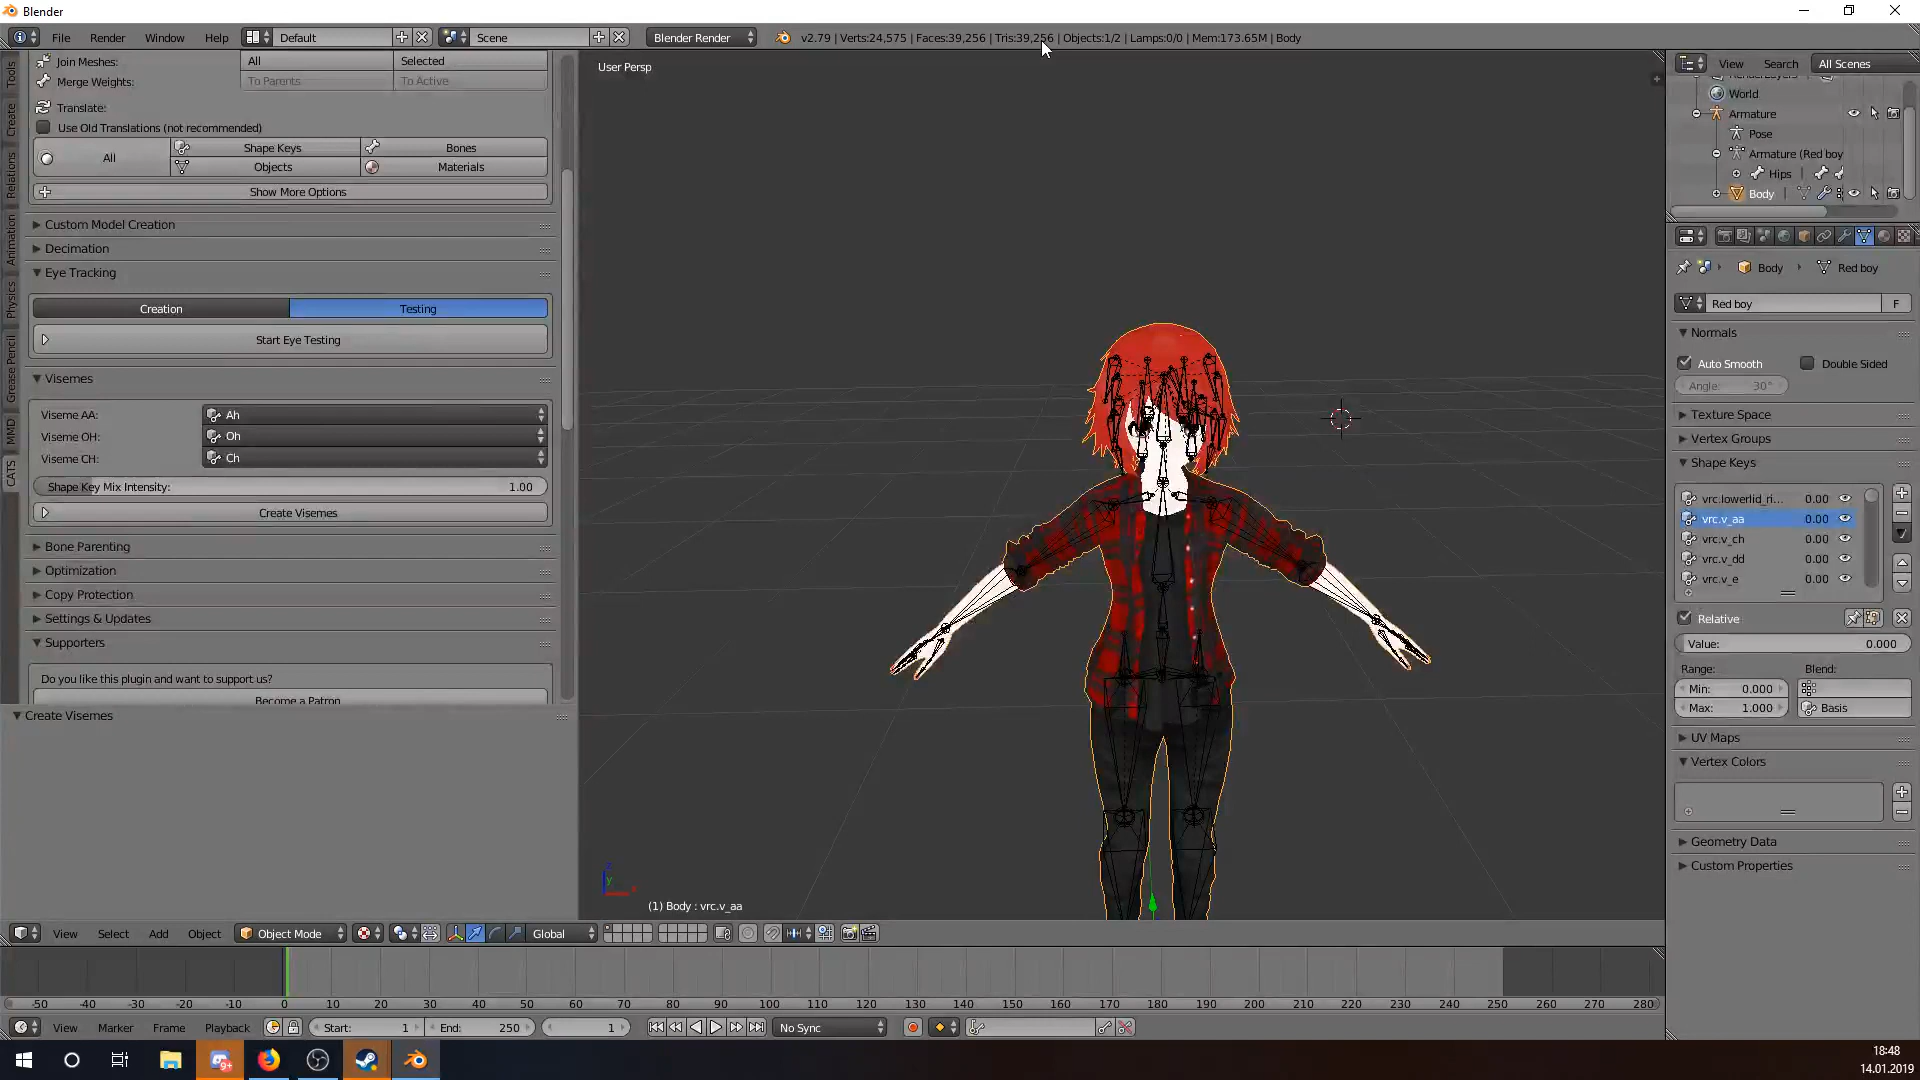 Blender
File Render Window Help Default Scene Blender Render v2.79 | Verts:24,575 | Faces:39,256 | Tris:39,256 | Objects:1/2 | Lamps:0/0 | Mem:173.65M | Body
Join Meshes: All Selected
Merge Weights: To Parents To Active
Translate:
Use Old Translations (not recommended)
All Shape Keys Bones
Objects Materials
Show More Options
Custom Model Creation
Decimation
Eye Tracking
Creation Testing
Start Eye Testing
Visemes
Viseme AA: Ah
Viseme OH: Oh
Viseme CH: Ch
Shape Key Mix Intensity: 1.00
Create Visemes
Bone Parenting
Optimization
Copy Protection
Settings & Updates
Supporters
Do you like this plugin and want to support us?
Become a Patron
Create Visemes
Tools
Create
Relations
Animation
Physics
Grease Pencil
MMD
CATS
User Persp
z
y
x
(1) Body : vrc.v_aa
View Search All Scenes
RenderLayers
World
Armature
Pose
Armature (Red boy
Hips
Body
Body Red boy
Red boy F
Normals
Auto Smooth Double Sided
Angle: 30°
Texture Space
Vertex Groups
Shape Keys
vrc.lowerlid_ri... 0.00
vrc.v_aa 0.00
vrc.v_ch 0.00
vrc.v_dd 0.00
vrc.v_e 0.00
Relative
Value: 0.000
Range: Blend:
Min: 0.000
Max: 1.000 Basis
UV Maps
Vertex Colors
Geometry Data
Custom Properties
View Select Add Object Object Mode Global
-50 -40 -30 -20 -10 0 10 20 30 40 50 60 70 80 90 100 110 120 130 140 150 160 170 180 190 200 210 220 230 240 250 260 270 280
View Marker Frame Playback Start: 1 End: 250 1 No Sync
9+
18:48
14.01.2019